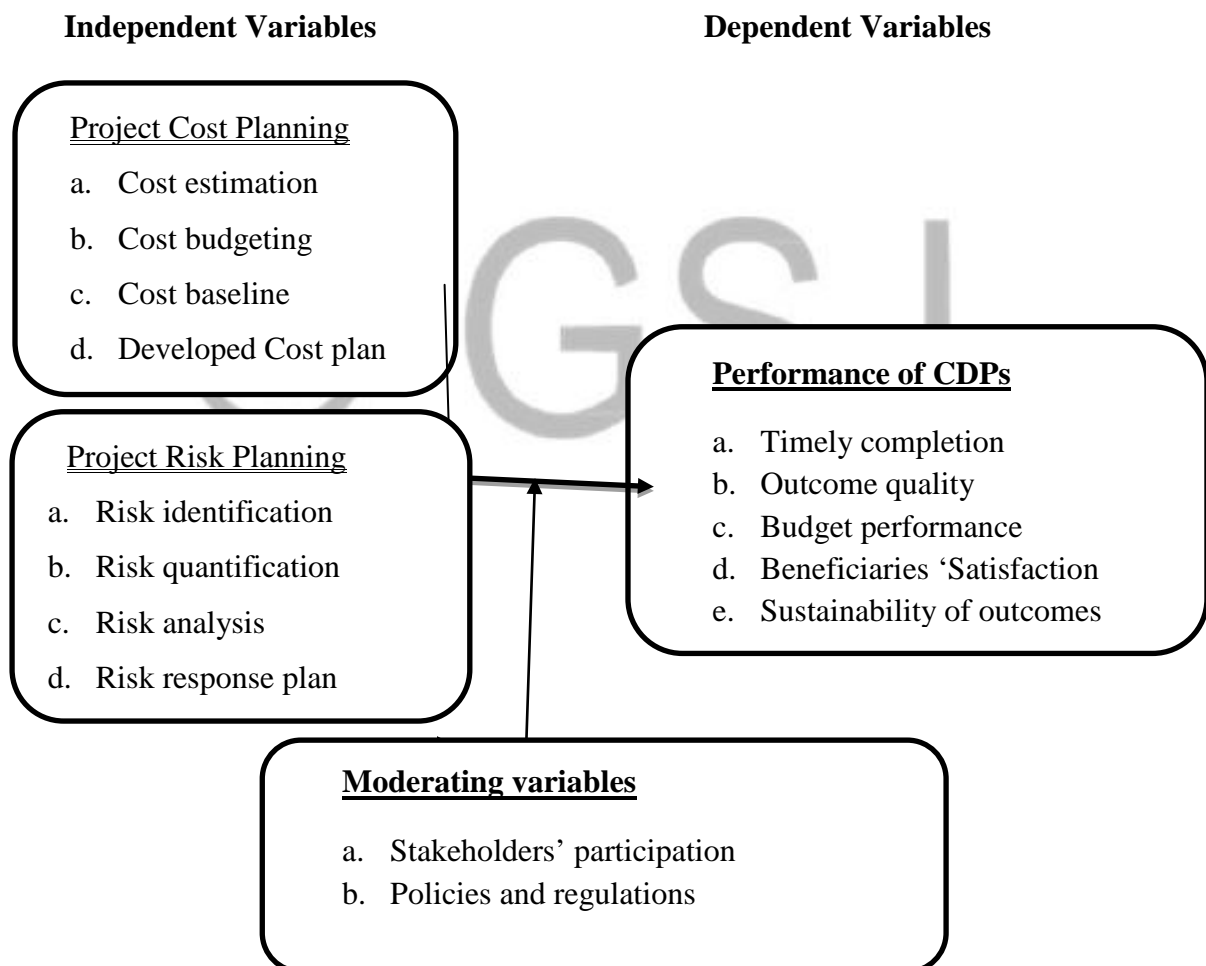 Independent Variables
Dependent Variables
Project Cost Planning
a. Cost estimation
b. Cost budgeting
c. Cost baseline
d. Developed Cost plan
Project Risk Planning
a. Risk identification
b. Risk quantification
c. Risk analysis
d. Risk response plan
GSJ
Performance of CDPs
a. Timely completion
b. Outcome quality
c. Budget performance
d. Beneficiaries ‘Satisfaction
e. Sustainability of outcomes
Moderating variables
a. Stakeholders’ participation
b. Policies and regulations